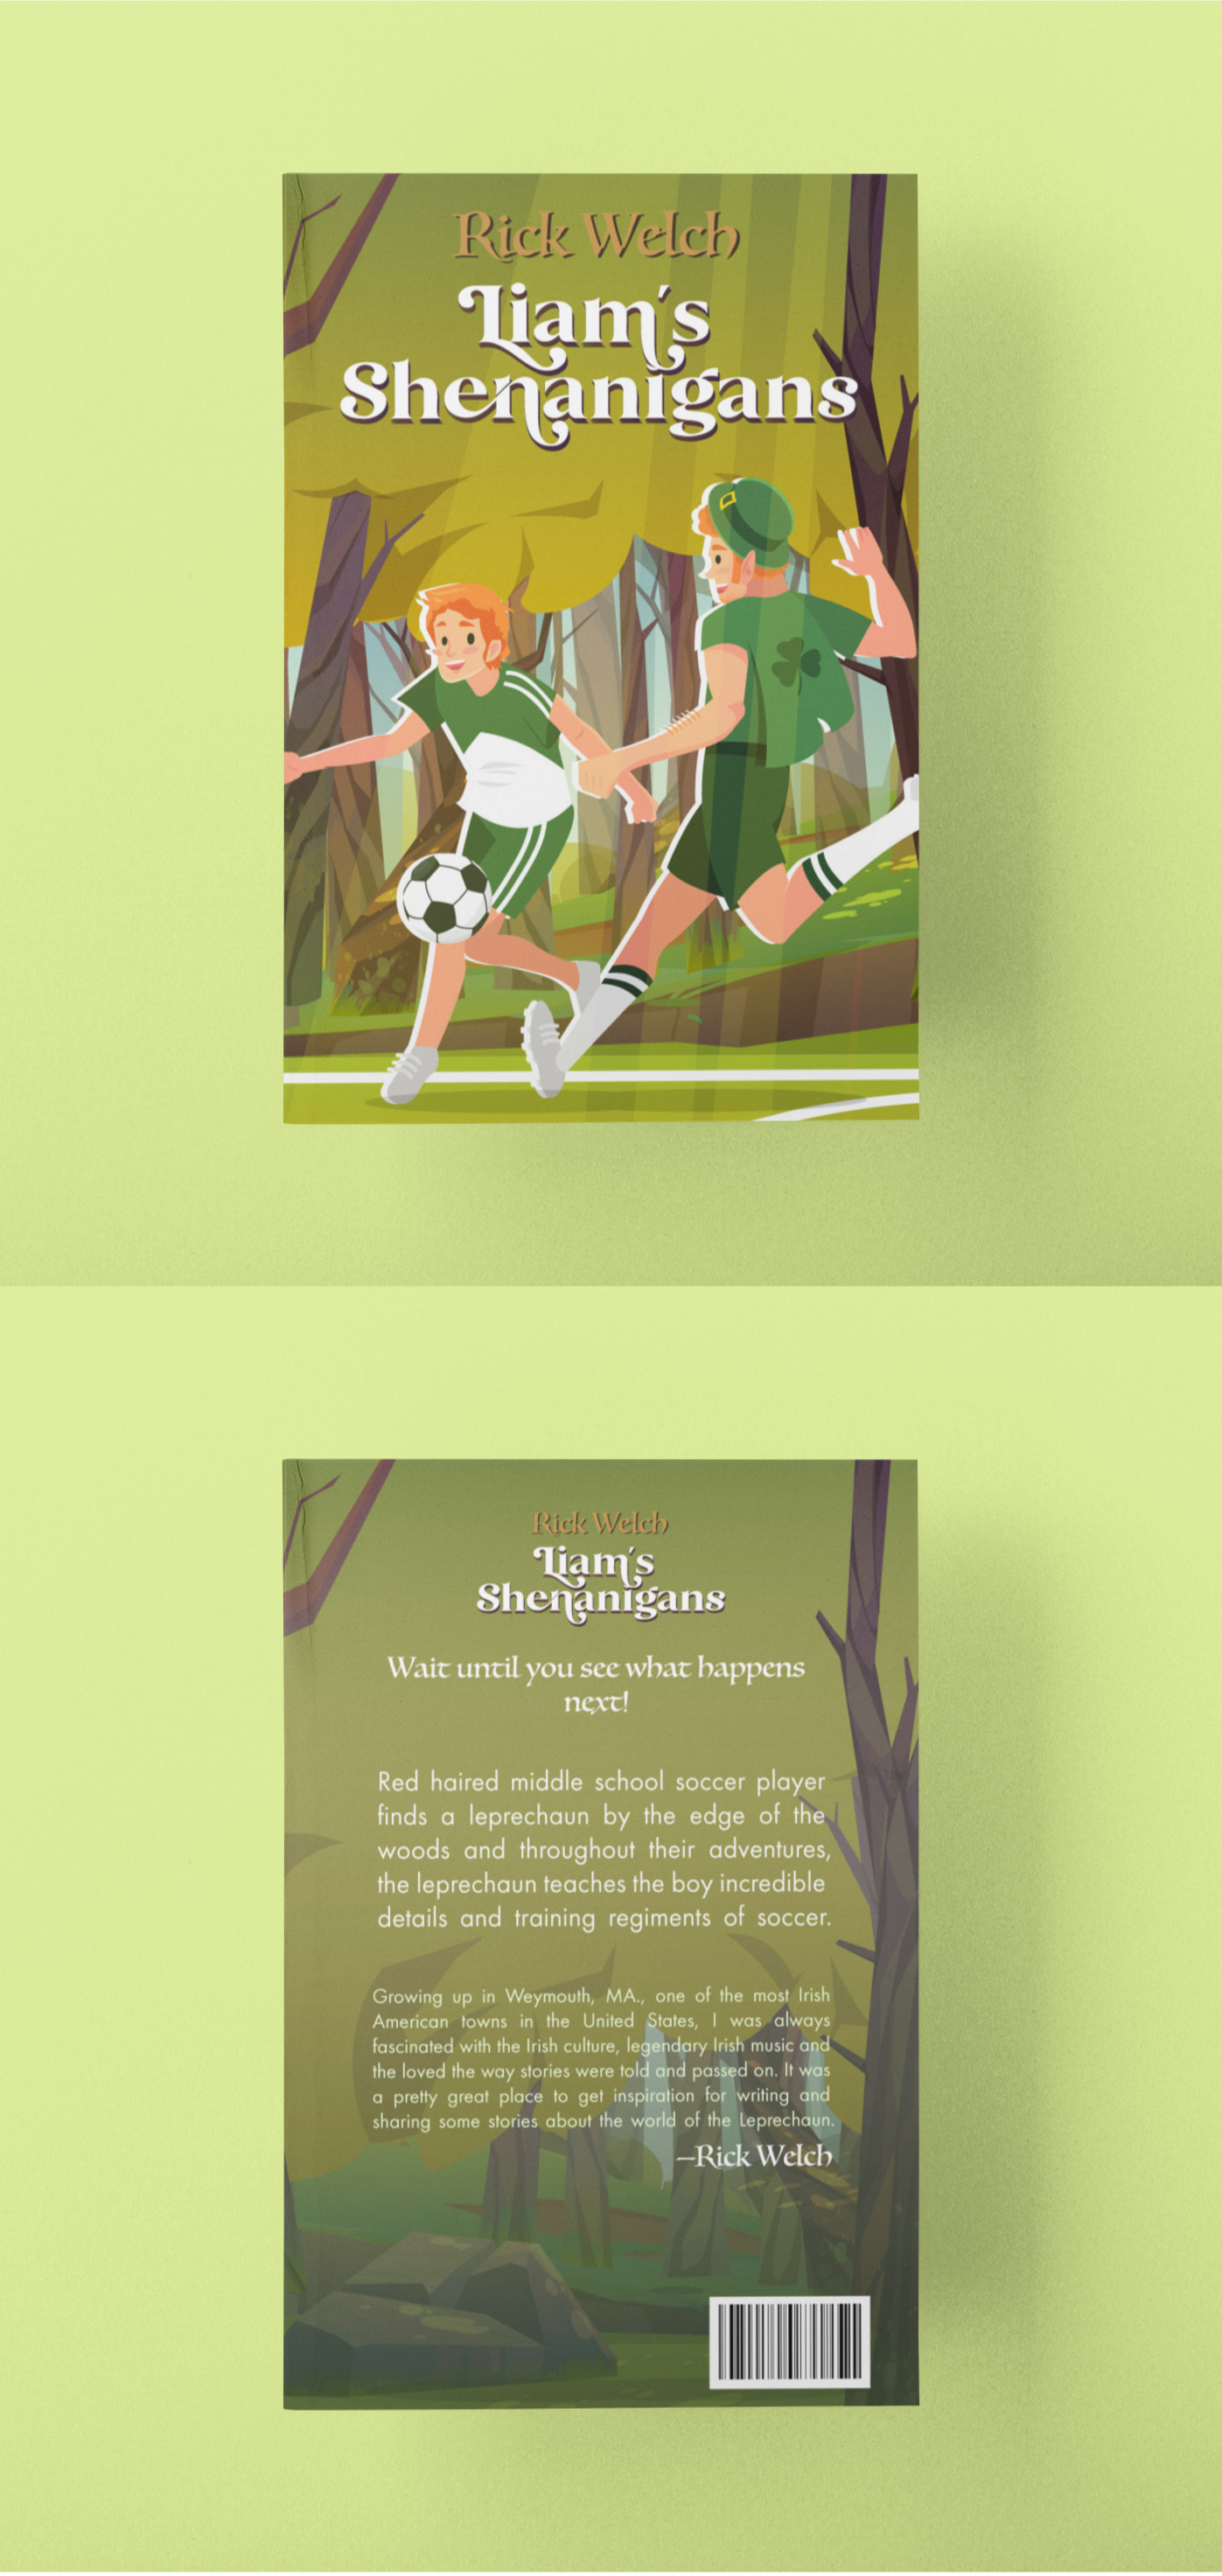 Rick Welch
Liam's
Shenanigans
Rick Welch
Liam's
Shenanigans
Wait until you see what happens
next!
Red haired middle school soccer player
finds a leprechaun by the edge of the
woods and throughout their adventures,
the leprechaun teaches the boy incredible
details and training regiments of soccer.
Growing up in Weymouth, MA., one of the most Irish
American towns in the United States, I was always
fascinated with the Irish culture, legendary Irish music and
the loved the way stories were told and passed on. It was
a pretty great place to get inspiration for writing and
sharing some stories about the world of the Leprechaun.
—Rick Welch